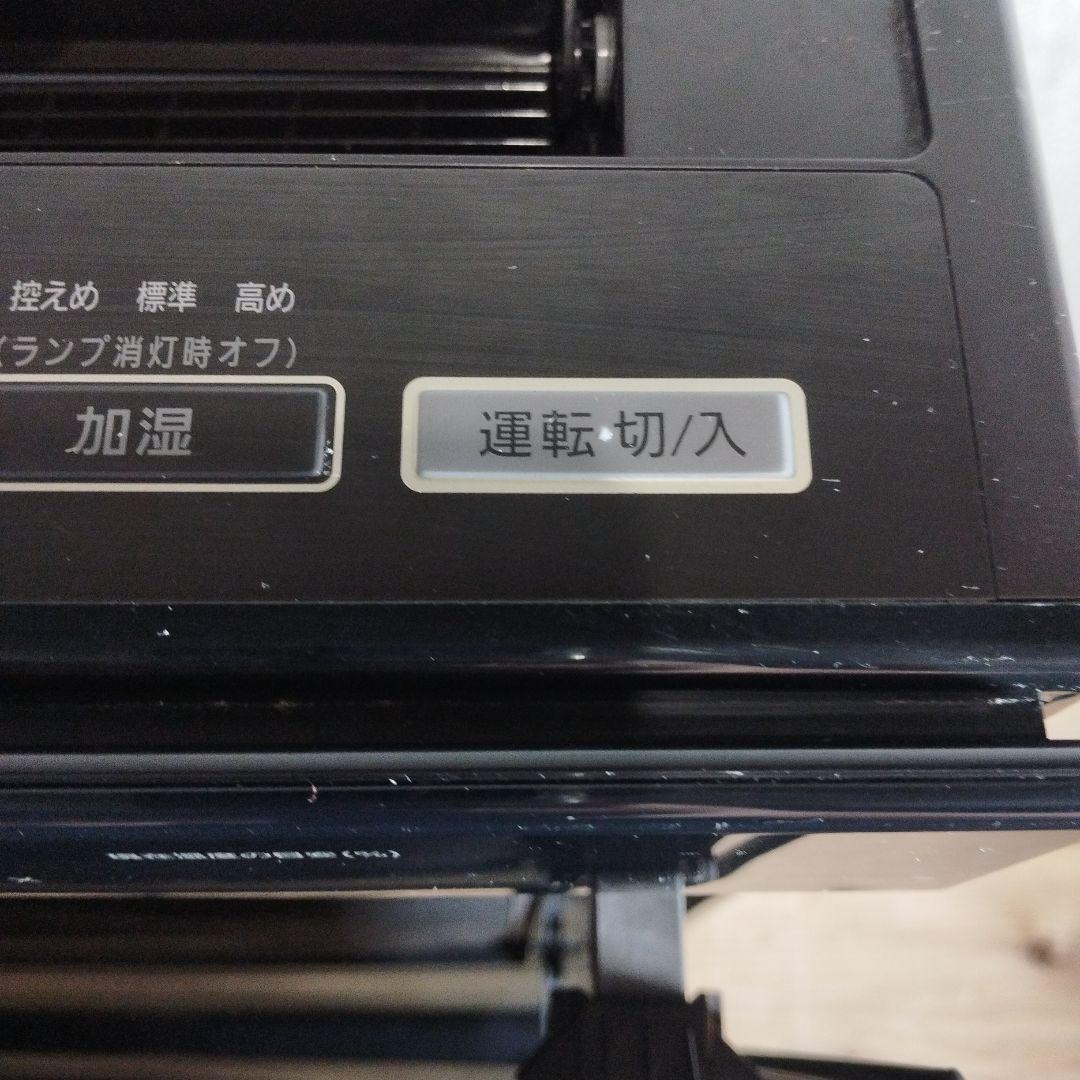 控えめ 標準 高め
(ランプ消灯時オフ)
加湿
運転 切/入